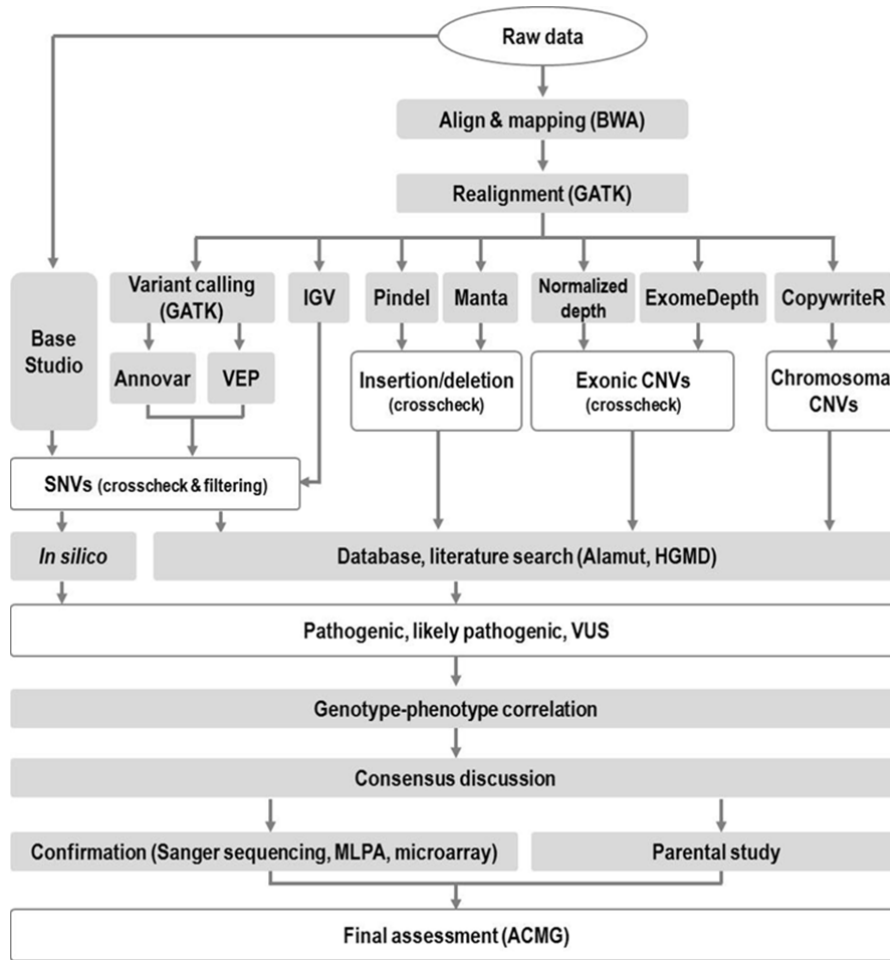 Raw data
Align & mapping (BWA)
Realignment (GATK)
Base
Studio
Variant calling
(GATK)
IGV
Pindel
Manta
Normalized
depth
ExomeDepth
CopywriteR
Annovar
VEP
Insertion/deletion
(crosscheck)
Exonic CNVs
(crosscheck)
Chromosoma
CNVs
SNVs (crosscheck & filtering)
In silico
Database, literature search (Alamut, HGMD)
Pathogenic, likely pathogenic, VUS
Genotype-phenotype correlation
Consensus discussion
Confirmation (Sanger sequencing, MLPA, microarray)
Parental study
Final assessment (ACMG)